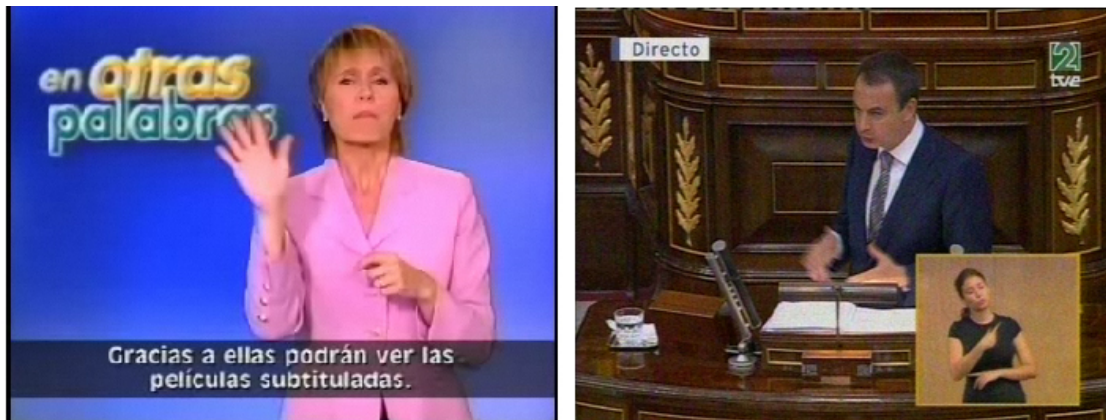 en otras
palabras
Gracias a ellas podrán ver las
películas subtituladas.
Directo
2
tve